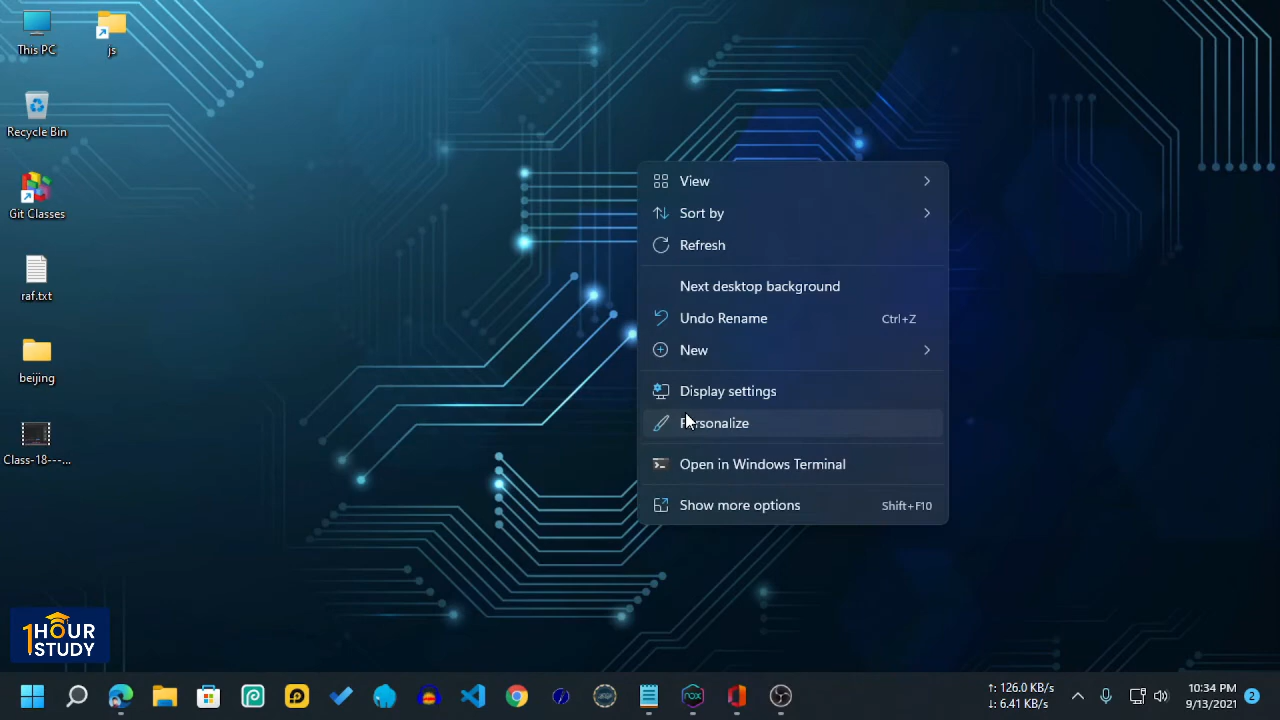 This PC
js
Recycle Bin
Git Classes
raf.txt
beijing
Class-18---...
View
Sort by
Refresh
Next desktop background
Undo Rename Ctrl+Z
New
Display settings
Personalize
Open in Windows Terminal
Show more options Shift+F10
1HOUR
STUDY
↑: 126.0 KB/s
↓: 6.41 KB/s
10:34 PM
9/13/2021
2